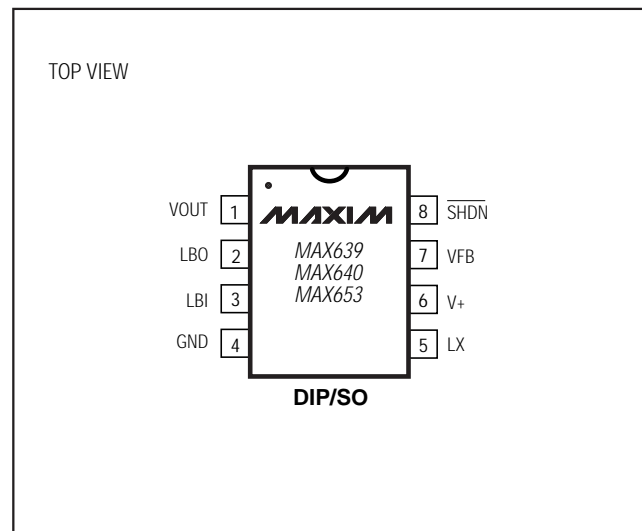 TOP VIEW
VOUT 1 MAXIM 8 SHDN
LBO 2 MAX639 7 VFB
MAX640
LBI 3 MAX653 6 V+
GND 4 5 LX
DIP/SO